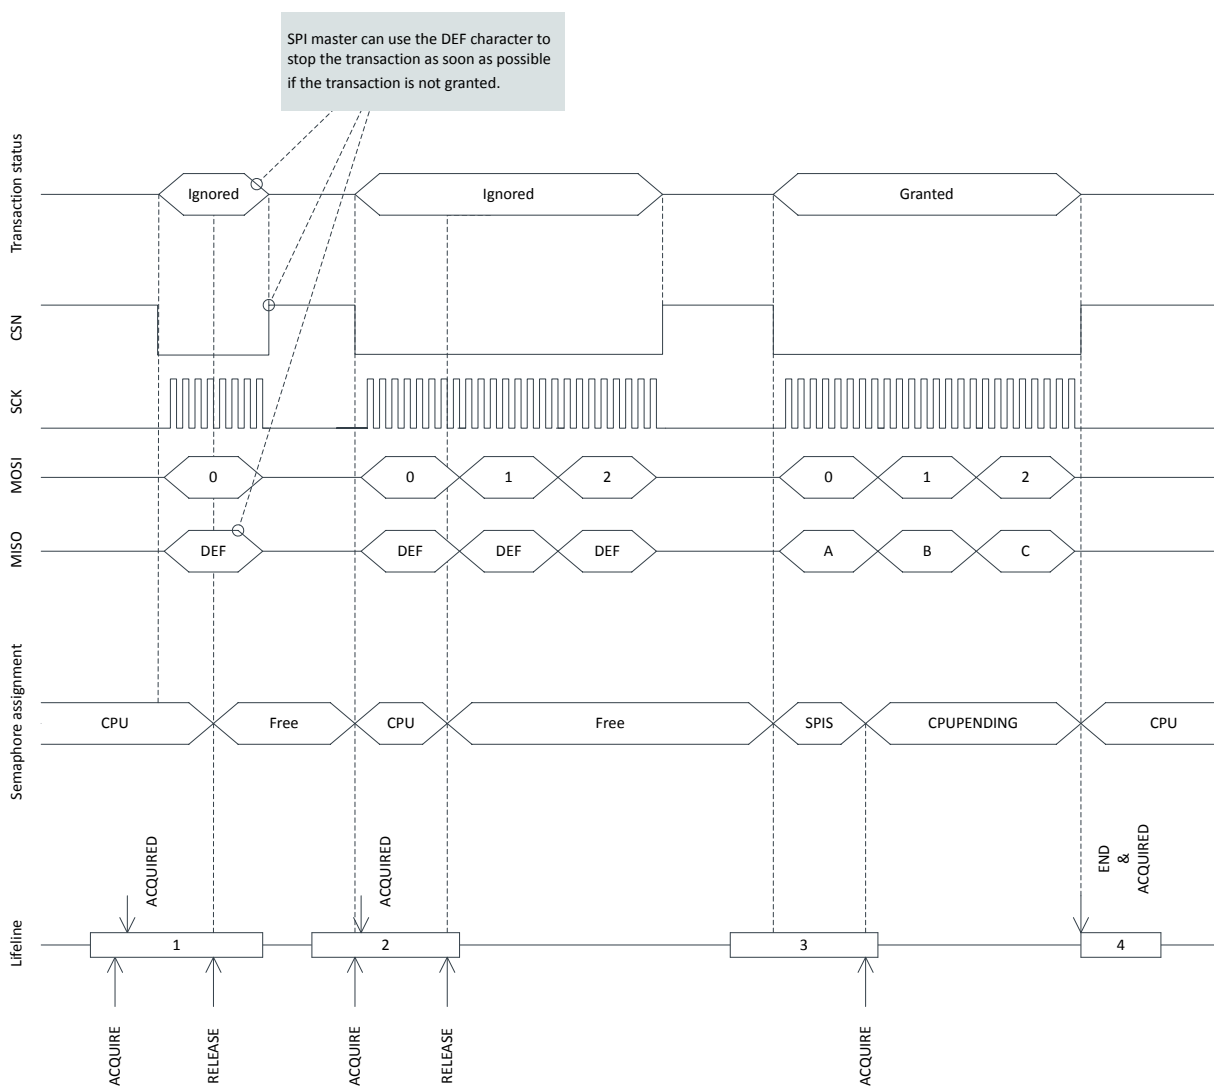 SPI master can use the DEF character to
stop the transaction as soon as possible
if the transaction is not granted.
Transaction status
Ignored
Ignored
Granted
CSN
SCK
MOSI
0
0
1
2
0
1
2
MISO
DEF
DEF
DEF
DEF
A
B
C
Semaphore assignment
CPU
Free
CPU
Free
SPIS
CPUPENDING
CPU
ACQUIRED
ACQUIRED
END
&
ACQUIRED
Lifeline
1
2
3
4
ACQUIRE
RELEASE
ACQUIRE
RELEASE
ACQUIRE